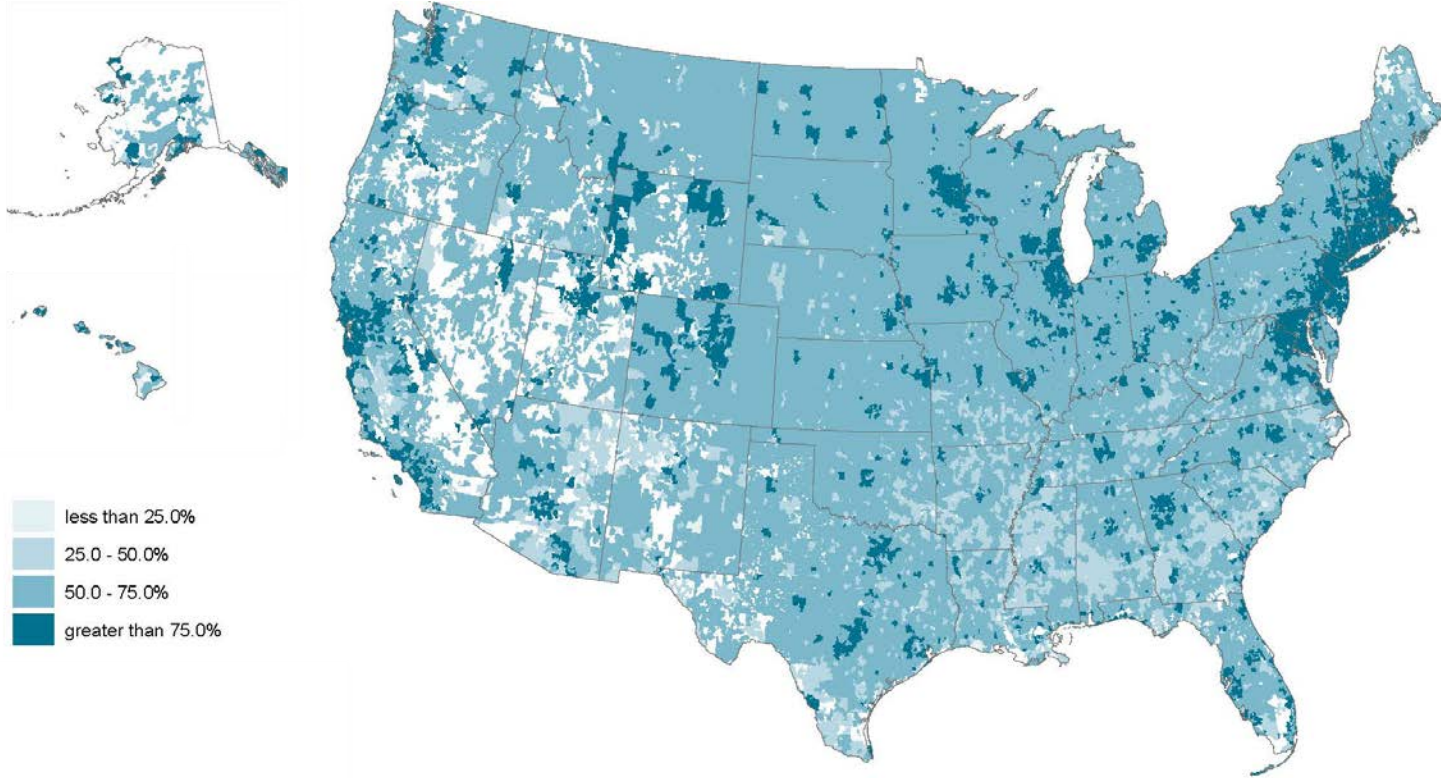 less than 25.0%
25.0 - 50.0%
50.0 - 75.0%
greater than 75.0%